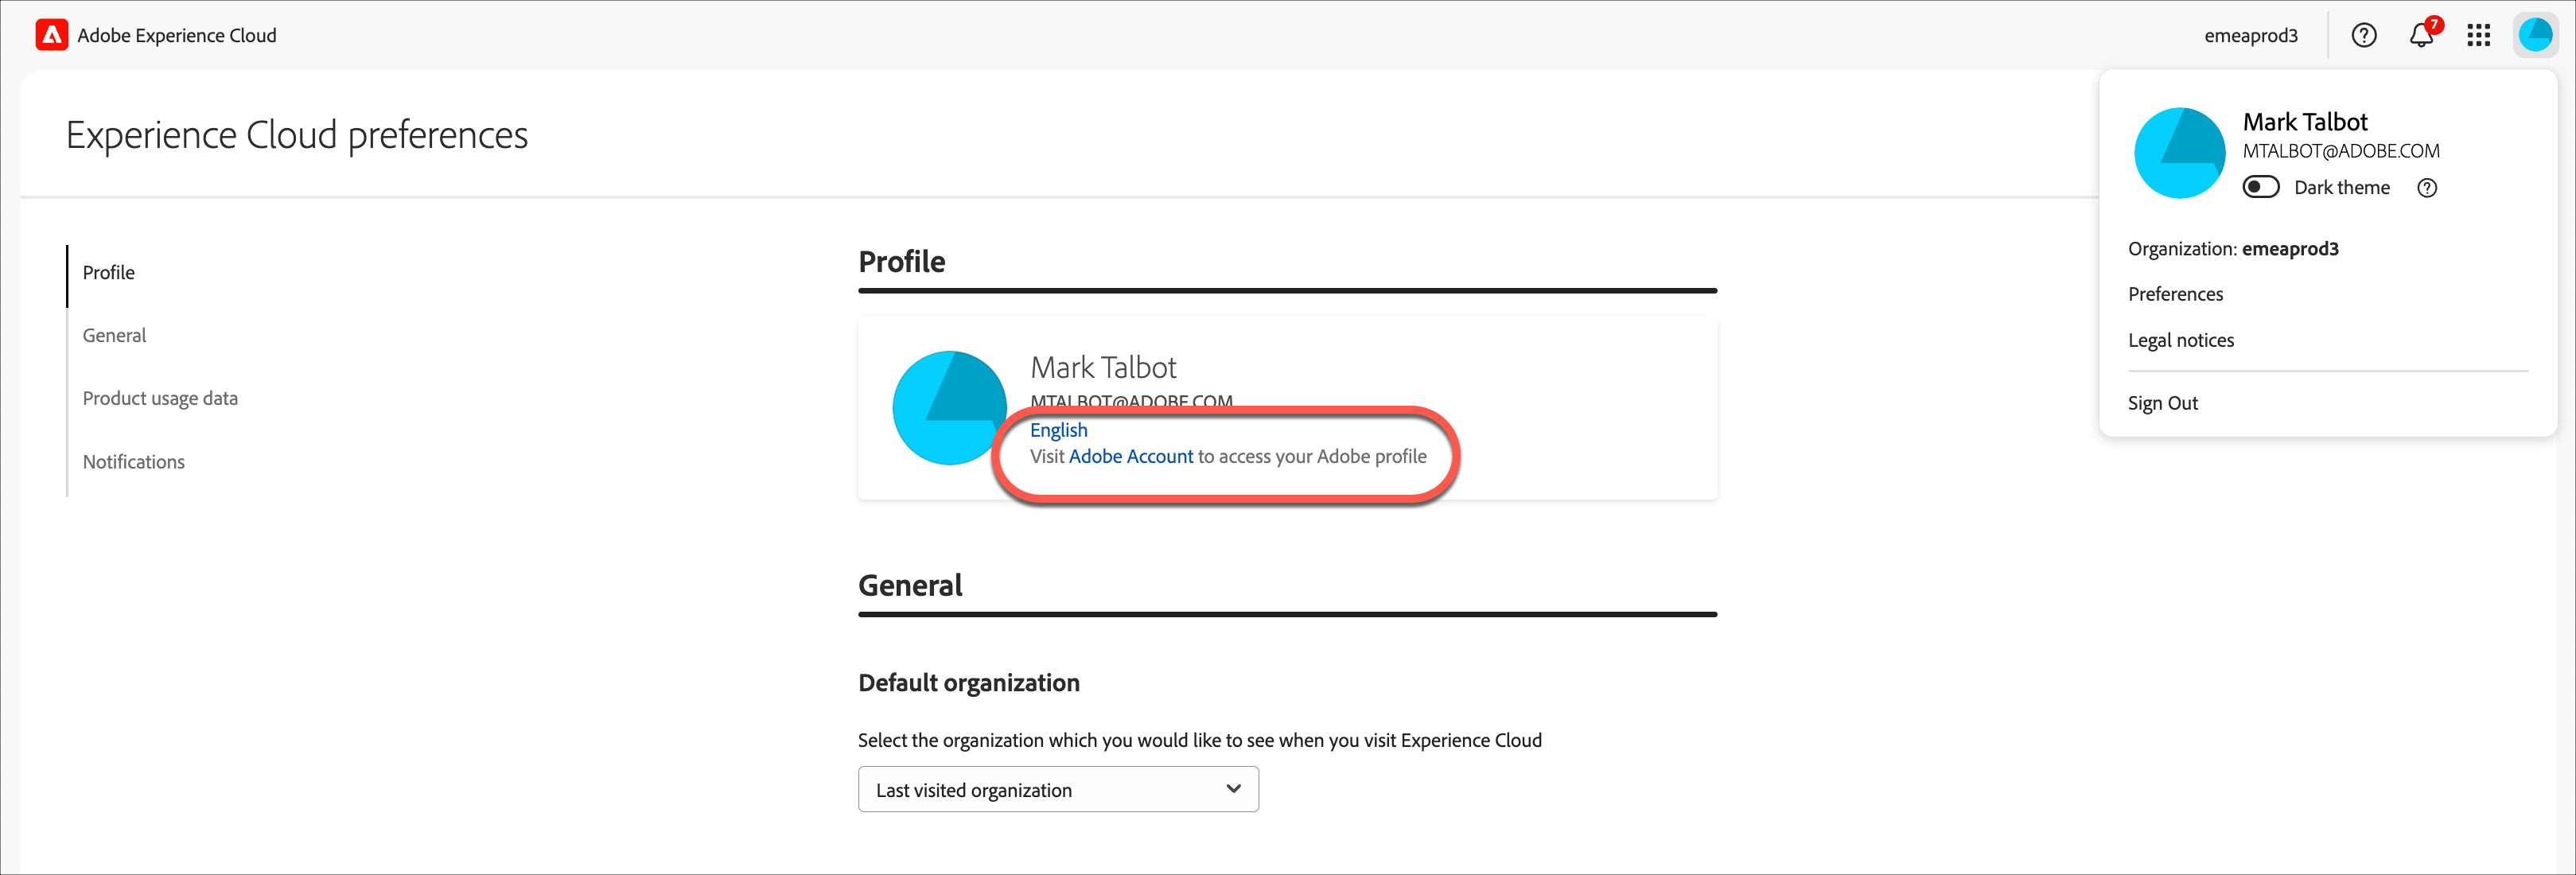 Adobe Experience Cloud
emeaprod3
7
Experience Cloud preferences
Mark Talbot
MTALBOT@ADOBE.COM
Dark theme
Organization: emeaprod3
Preferences
Legal notices
Sign Out
Profile
General
Product usage data
Notifications
Profile
Mark Talbot
MTALBOT@ADOBE.COM
English
Visit Adobe Account to access your Adobe profile
General
Default organization
Select the organization which you would like to see when you visit Experience Cloud
Last visited organization